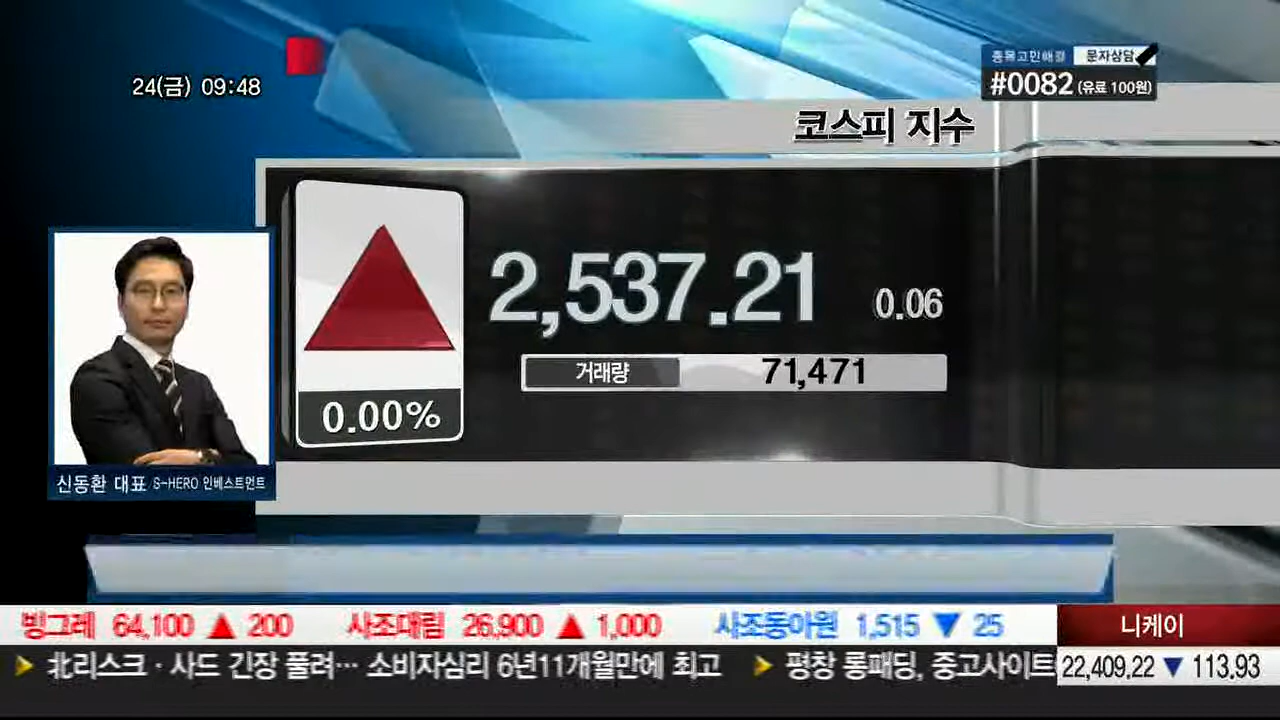 24(금) 09:48
종목고민해결 문자상담
#0082 (유료 100원)
코스피 지수
2,537.21 0.06
거래량 71,471
0.00%
신동환 대표 S-HERO 인베스트먼트
빙그레 64,100 ▲ 200 사조대림 26,900 ▲ 1,000 사조동아원 1,515 ▼ 25 니케이
北리스크·사드 긴장 풀려… 소비자심리 6년11개월만에 최고 평창 롱패딩, 중고사이트 22,409.22 ▼ 113.93